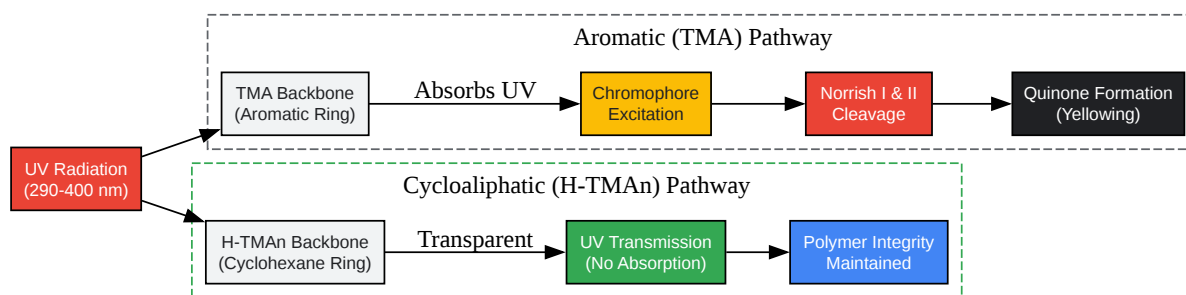 Aromatic (TMA) Pathway
TMA Backbone
(Aromatic Ring)
Absorbs UV
Chromophore
Excitation
Norrish I & II
Cleavage
Quinone Formation
(Yellowing)
UV Radiation
(290-400 nm)
Cycloaliphatic (H-TMAn) Pathway
H-TMAn Backbone
(Cyclohexane Ring)
Transparent
UV Transmission
(No Absorption)
Polymer Integrity
Maintained